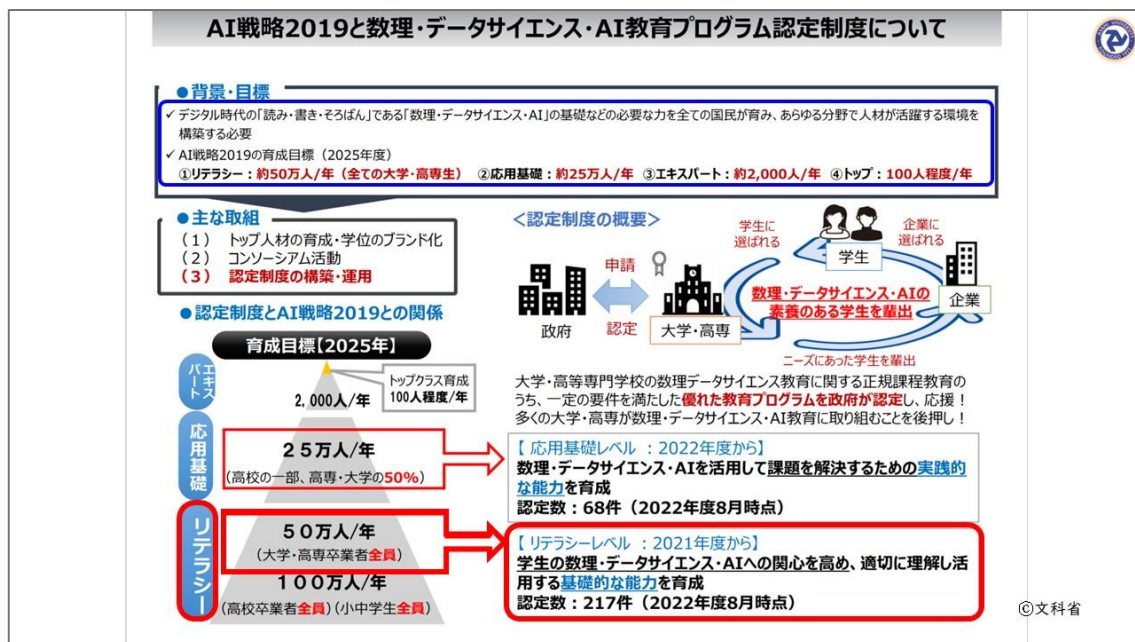 AI戦略2019と数理・データサイエンス・AI教育プログラム認定制度について
●背景・目標
✓デジタル時代の「読み・書き・そろばん」である「数理・データサイエンス・AI」の基礎などの必要な力を全ての国民が育み、あらゆる分野で人材が活躍する環境を
構築する必要
✓AI戦略2019の育成目標（2025年度）
①リテラシー：約50万人/年（全ての大学・高専生） ②応用基礎：約25万人/年 ③エキスパート：約2,000人/年 ④トップ：100人程度/年
●主な取組
（１） トップ人材の育成・学位のブランド化
（２） コンソーシアム活動
（３） 認定制度の構築・運用
＜認定制度の概要＞
学生に
選ばれる
企業に
選ばれる
学生
申請
認定
政府
大学・高専
企業
数理・データサイエンス・AIの
素養のある学生を輩出
ニーズにあった学生を輩出
大学・高等専門学校の数理データサイエンス教育に関する正規課程教育の
うち、一定の要件を満たした優れた教育プログラムを政府が認定し、応援！
多くの大学・高専が数理・データサイエンス・AI教育に取り組むことを後押し！
●認定制度とAI戦略2019との関係
育成目標【2025年】
エキス
パート
トップクラス育成
100人程度/年
2,000人/年
応用基礎
２５万人/年
（高校の一部、高専・大学の50%）
リテラシー
５０万人/年
（大学・高専卒業者全員）
１００万人/年
（高校卒業者全員）（小中学生全員）
【 応用基礎レベル ：2022年度から】
数理・データサイエンス・AIを活用して課題を解決するための実践的
な能力を育成
認定数：68件（2022年度8月時点）
【 リテラシーレベル ：2021年度から】
学生の数理・データサイエンス・AIへの関心を高め、適切に理解し活
用する基礎的な能力を育成
認定数：217件（2022年度8月時点）
©文科省